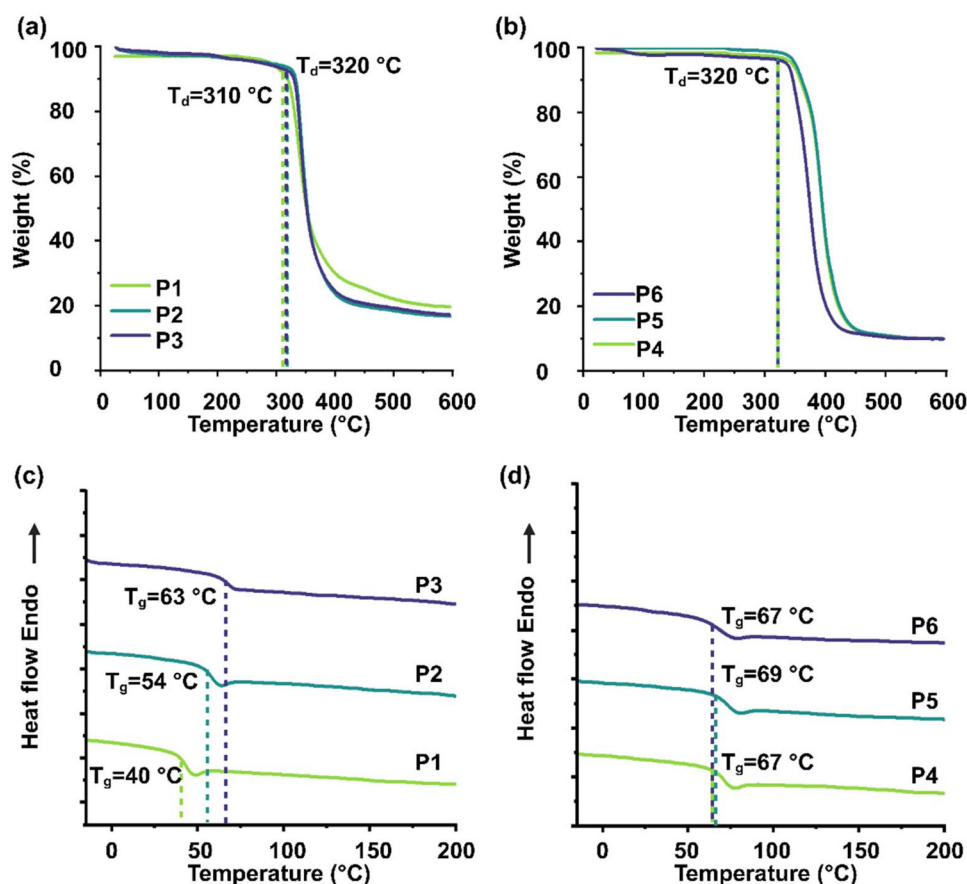 (a)
100
80
60
40
20
0
Weight (%)
T_d=320 °C
T_d=310 °C
P1
P2
P3
0 100 200 300 400 500 600
Temperature (°C)
(b)
100
80
60
40
20
0
Weight (%)
T_d=320 °C
P6
P5
P4
0 100 200 300 400 500 600
Temperature (°C)
(c)
Heat flow Endo →
P3
T_g=63 °C
P2
T_g=54 °C
P1
T_g=40 °C
0 50 100 150 200
Temperature (°C)
(d)
Heat flow Endo →
T_g=67 °C
P6
T_g=69 °C
P5
T_g=67 °C
P4
0 50 100 150 200
Temperature (°C)